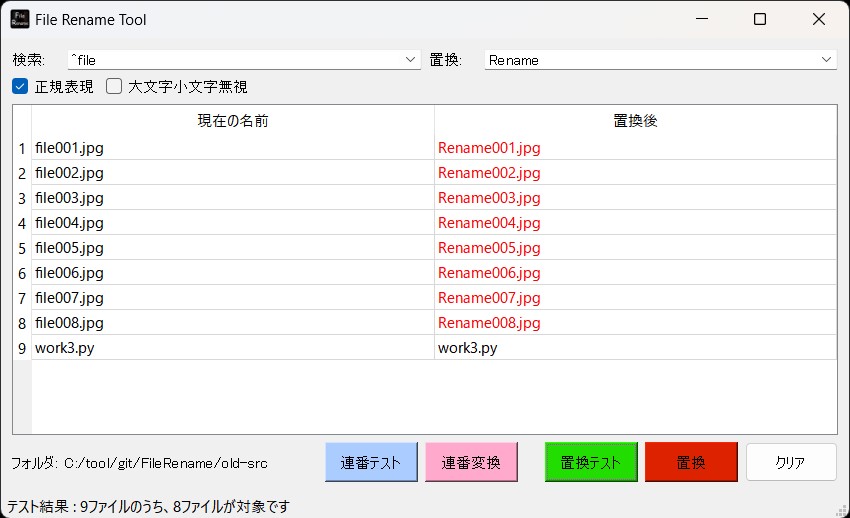 File Rename Tool
検索: ^file 置換: Rename
正規表現 大文字小文字無視
現在の名前 置換後
1 file001.jpg Rename001.jpg
2 file002.jpg Rename002.jpg
3 file003.jpg Rename003.jpg
4 file004.jpg Rename004.jpg
5 file005.jpg Rename005.jpg
6 file006.jpg Rename006.jpg
7 file007.jpg Rename007.jpg
8 file008.jpg Rename008.jpg
9 work3.py work3.py
フォルダ: C:/tool/git/FileRename/old-src 連番テスト 連番変換 置換テスト 置換 クリア
テスト結果 : 9ファイルのうち、8ファイルが対象です